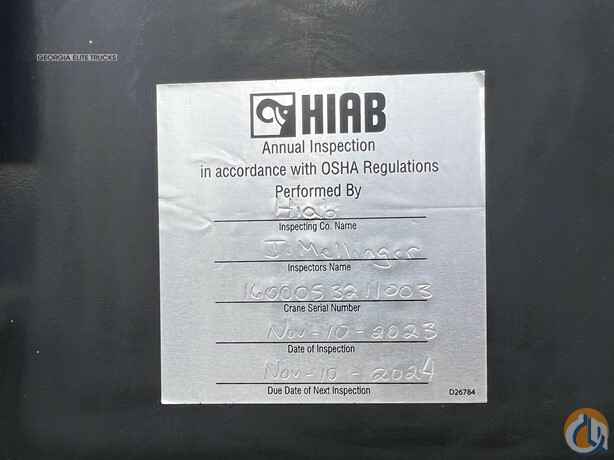 GEORGIA ELITE TRUCKS
HIAB
Annual Inspection
in accordance with OSHA Regulations
Performed By
Hiab
Inspecting Co. Name
J. Mellinger
Inspectors Name
1600053211003
Crane Serial Number
Nov-10-2023
Date of Inspection
Nov-10-2024
Due Date of Next Inspection
D26784